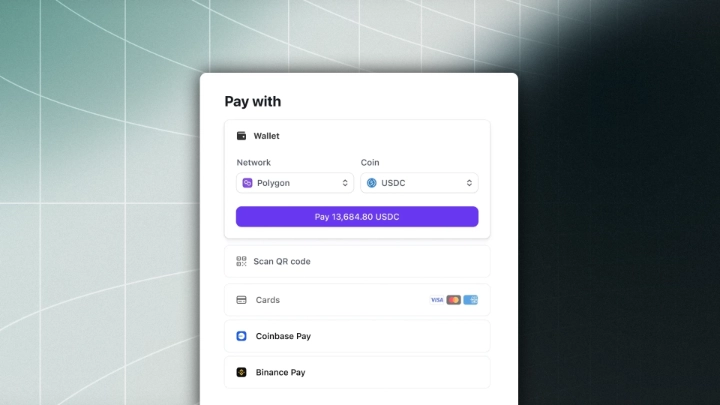 Pay with
Wallet
Network Coin
Polygon USDC
Pay 13,684.80 USDC
Scan QR code
Cards VISA
Coinbase Pay
Binance Pay